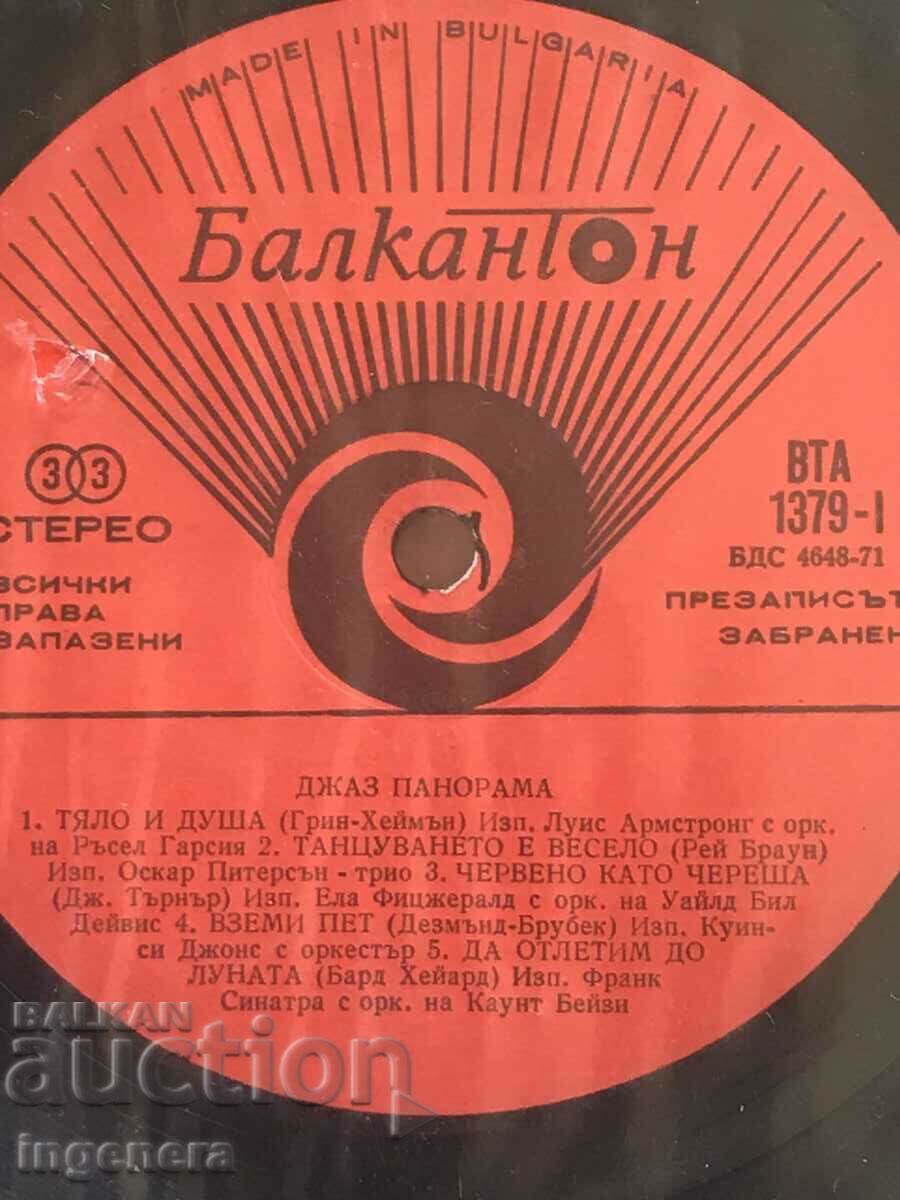 MADE IN BULGARIA
Балкантон
33
СТЕРЕО
ВСИЧКИ
ПРАВА
ЗАПАЗЕНИ
ВТА
1379-I
БДС 4648-71
ПРЕЗАПИСЪТ
ЗАБРАНЕН
ДЖАЗ ПАНОРАМА
1. ТЯЛО И ДУША (Грин-Хеймън) Изп. Луис Армстронг с орк.
на Ръсел Гарсия 2. ТАНЦУВАНЕТО Е ВЕСЕЛО (Рей Браун)
Изп. Оскар Питерсън - трио 3. ЧЕРВЕНО КАТО ЧЕРЕША
(Дж. Търнър) Изп. Ела Фицжералд с орк. на Уайлд Бил
Дейвис 4. ВЗЕМИ ПЕТ (Дезмънд-Брубек) Изп. Куин-
си Джонс с оркестър 5. ДА ОТЛЕТИМ ДО
ЛУНАТА (Бард Хейард) Изп. Франк
Синатра с орк. на Каунт Бейзи
BALKAN
auction
ingenera